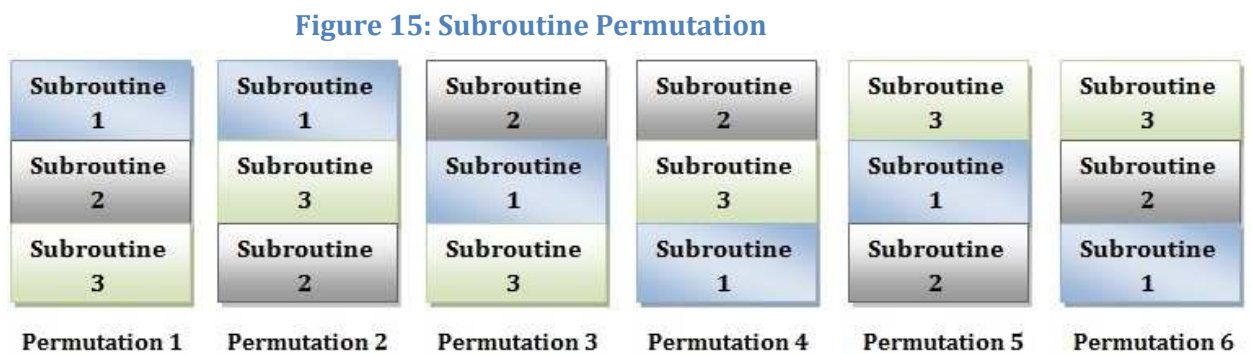 Figure 15: Subroutine Permutation
Subroutine
1
Subroutine
2
Subroutine
3
Permutation 1
Subroutine
1
Subroutine
3
Subroutine
2
Permutation 2
Subroutine
2
Subroutine
1
Subroutine
3
Permutation 3
Subroutine
2
Subroutine
3
Subroutine
1
Permutation 4
Subroutine
3
Subroutine
1
Subroutine
2
Permutation 5
Subroutine
3
Subroutine
2
Subroutine
1
Permutation 6